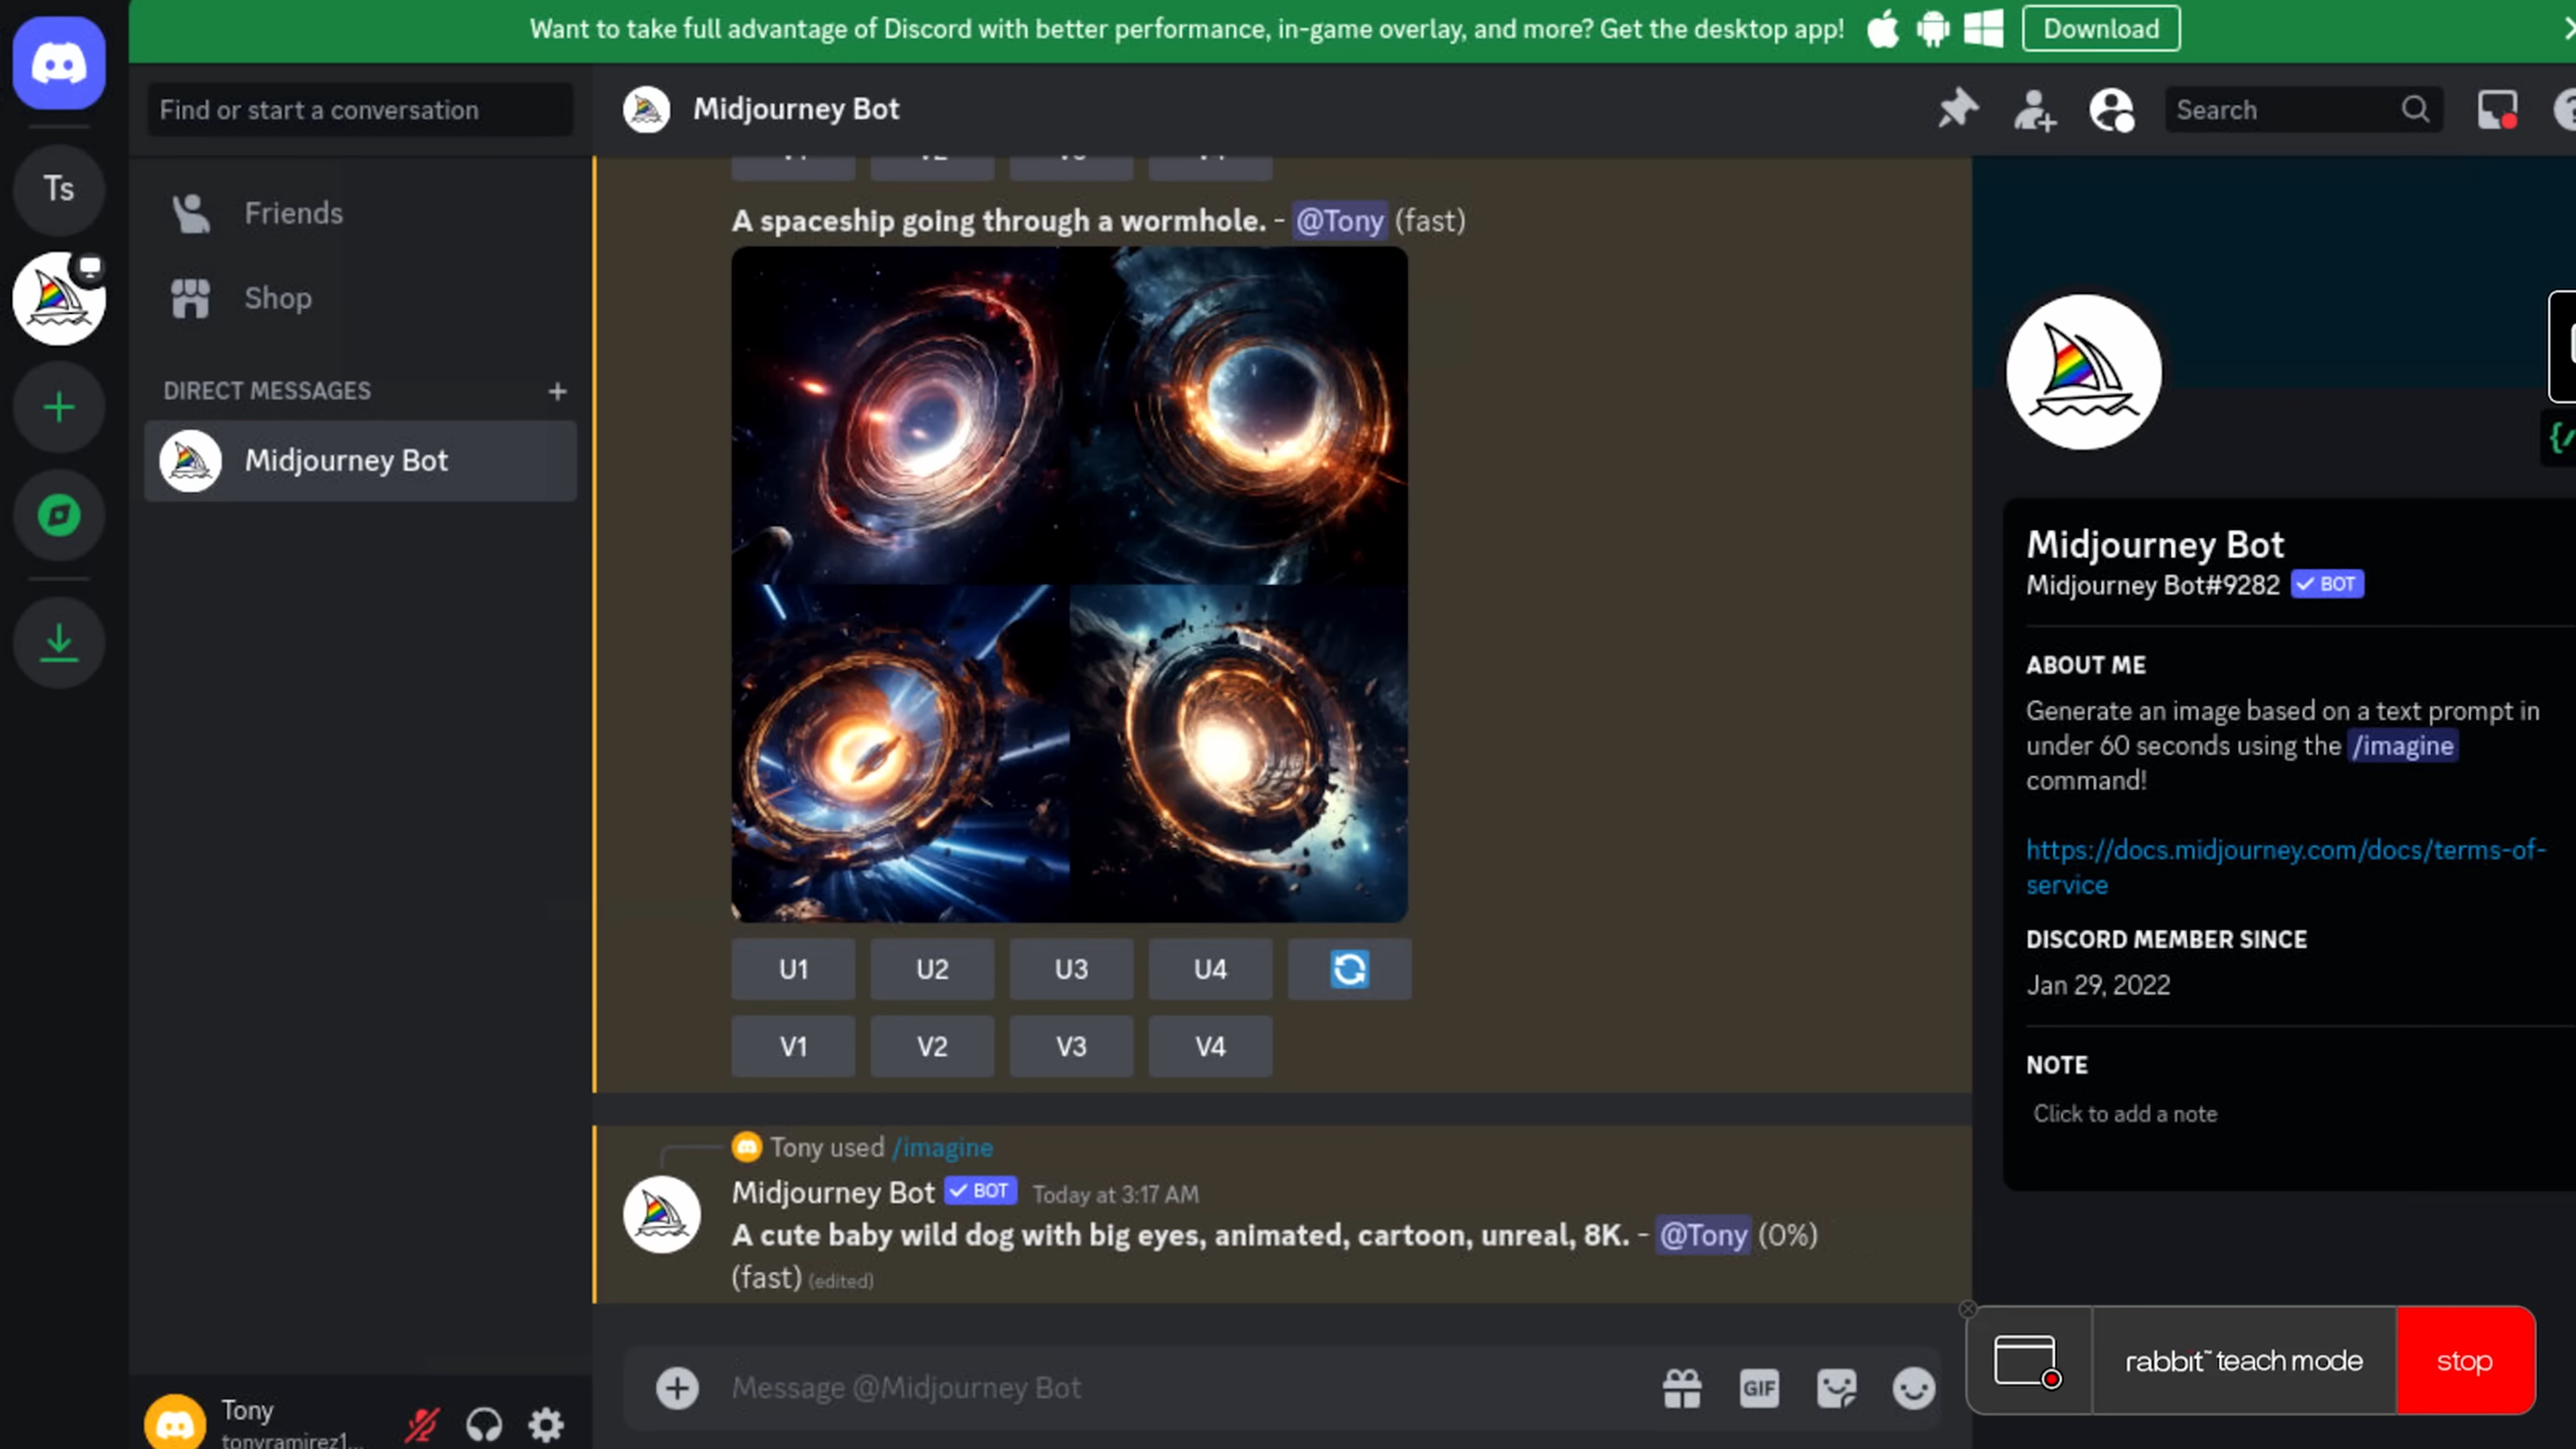 Want to take full advantage of Discord with better performance, in-game overlay, and more? Get the desktop app!
Download
Find or start a conversation
Midjourney Bot
Search
Ts
Friends
Shop
DIRECT MESSAGES
Midjourney Bot
A spaceship going through a wormhole. - @Tony (fast)
U1 U2 U3 U4
V1 V2 V3 V4
Tony used /imagine
Midjourney Bot BOT Today at 3:17 AM
A cute baby wild dog with big eyes, animated, cartoon, unreal, 8K. - @Tony (0%)
(fast) (edited)
Message @Midjourney Bot
GIF
Tony
tonyramirez1...
Midjourney Bot
Midjourney Bot#9282 BOT
ABOUT ME
Generate an image based on a text prompt in
under 60 seconds using the /imagine
command!
https://docs.midjourney.com/docs/terms-of-
service
DISCORD MEMBER SINCE
Jan 29, 2022
NOTE
Click to add a note
rabbit™ teach mode
stop